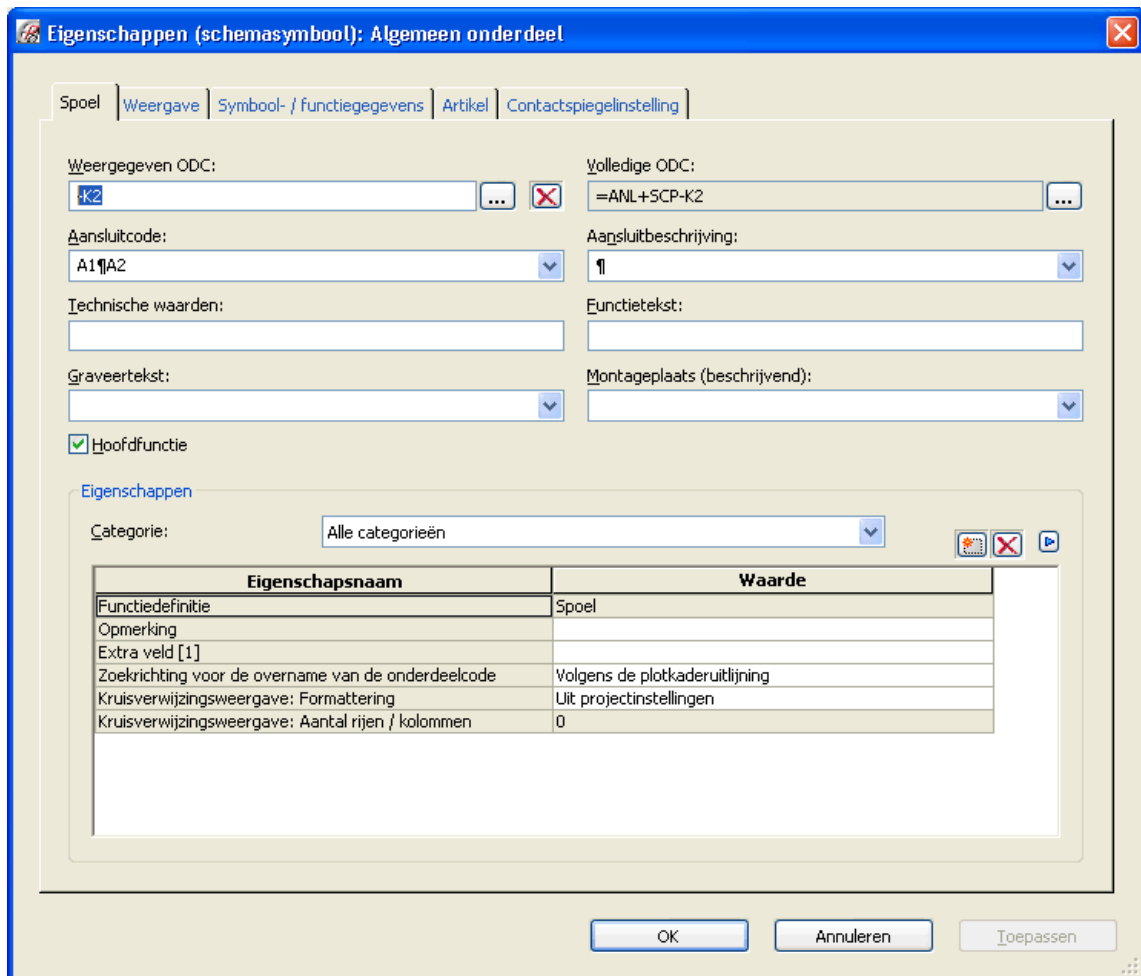 Eigenschappen (schemasymbool): Algemeen onderdeel
Spoel Weergave Symbool- / functiegegevens Artikel Contactspiegelinstelling
Weergegeven ODC: Volledige ODC:
-K2 ... =ANL+SCP-K2 ...
Aansluitcode: Aansluitbeschrijving:
A1¶A2 ¶
Technische waarden: Functietekst:
Graveertekst: Montageplaats (beschrijvend):
Hoofdfunctie
Eigenschappen
Categorie: Alle categorieën
Eigenschapsnaam Waarde
Functiedefinitie Spoel
Opmerking
Extra veld [1]
Zoekrichting voor de overname van de onderdeelcode Volgens de plotkaderuitlijning
Kruisverwijzingsweergave: Formattering Uit projectinstellingen
Kruisverwijzingsweergave: Aantal rijen / kolommen 0
OK Annuleren Toepassen